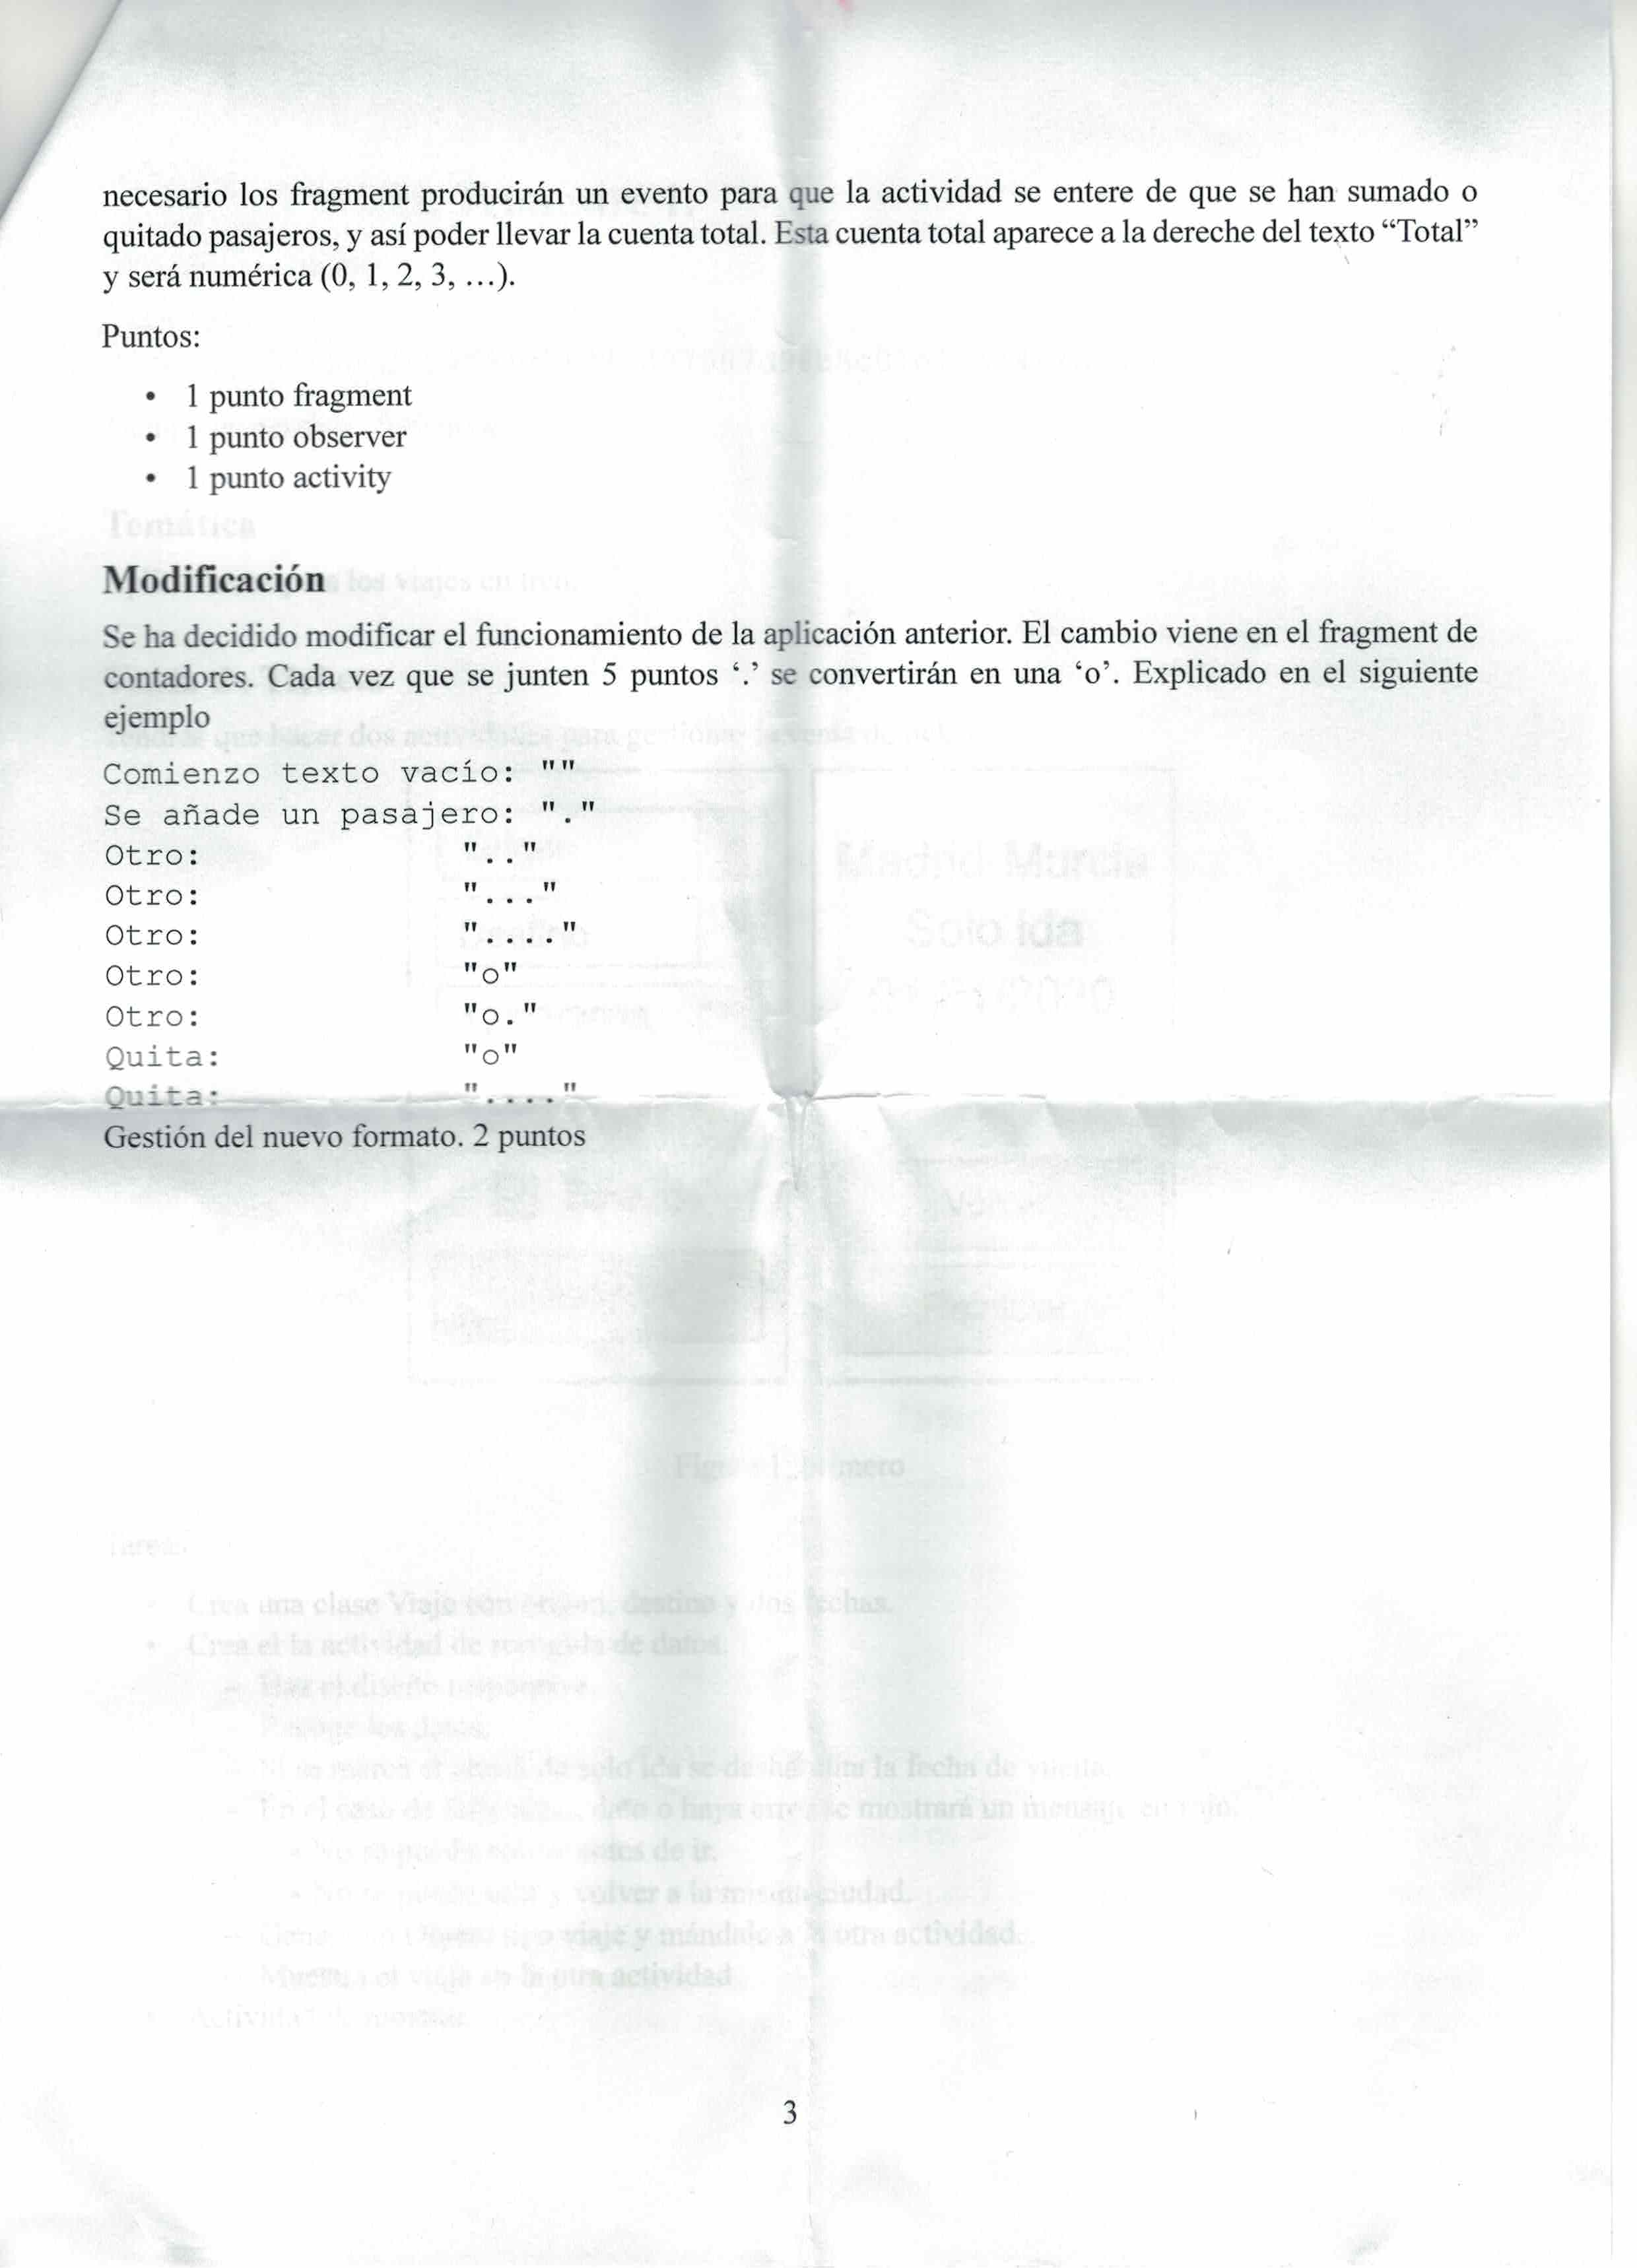 necesario los fragment producirán un evento para que la actividad se entere de que se han sumado o
quitado pasajeros, y así poder llevar la cuenta total. Esta cuenta total aparece a la dereche del texto “Total”
y será numérica (0, 1, 2, 3, …).
Puntos:
• 1 punto fragment
• 1 punto observer
• 1 punto activity
Modificación
Se ha decidido modificar el funcionamiento de la aplicación anterior. El cambio viene en el fragment de
contadores. Cada vez que se junten 5 puntos ‘.’ se convertirán en una ‘o’. Explicado en el siguiente
ejemplo
Comienzo texto vacío: ""
Se añade un pasajero: "."
Otro: ".."
Otro: "..."
Otro: "...."
Otro: "o"
Otro: "o."
Quita: "o"
Quita: "...."
Gestión del nuevo formato. 2 puntos
3